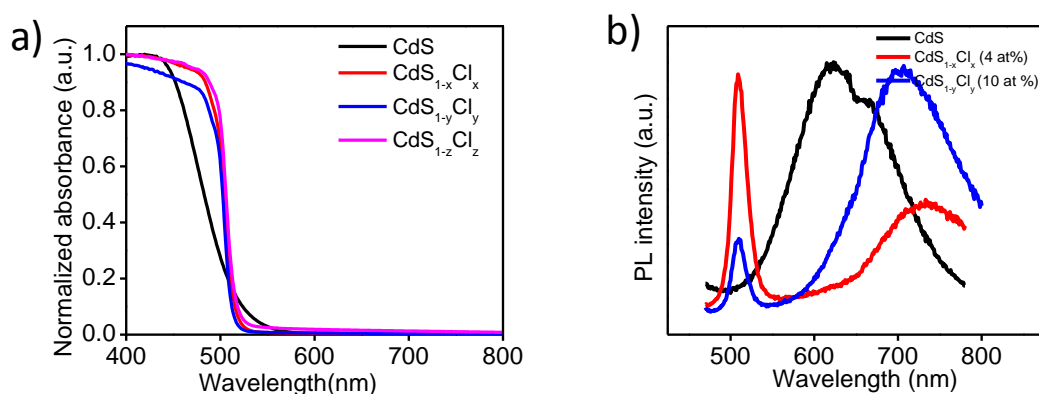 a)
Normalized absorbance (a.u.)
1.0
0.8
0.6
0.4
0.2
0.0
400
500
600
700
800
Wavelength(nm)
CdS
CdS1-xClx
CdS1-yCly
CdS1-zClz
b)
PL intensity (a.u.)
500
600
700
800
Wavelength (nm)
CdS
CdS1-xClx (4 at%)
CdS1-yCly (10 at %)